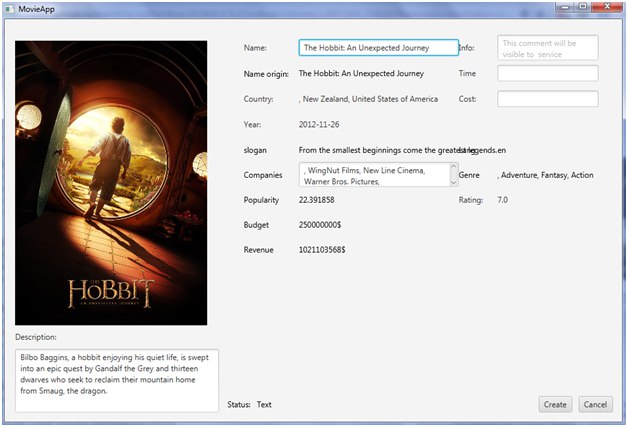 MovieApp
Name: The Hobbit: An Unexpected Journey Info: This comment will be
visible to service
Name origin: The Hobbit: An Unexpected Journey Time
Country: , New Zealand, United States of America Cost:
Year: 2012-11-26
slogan From the smallest beginnings come the greatest legends.en
Companies , WingNut Films, New Line Cinema,
Warner Bros. Pictures, Genre , Adventure, Fantasy, Action
Popularity 22.391858 Rating: 7.0
Budget 250000000$
Revenue 1021103568$
THE
HOBBIT
AN UNEXPECTED JOURNEY
Description:
Bilbo Baggins, a hobbit enjoying his quiet life, is swept
into an epic quest by Gandalf the Grey and thirteen
dwarves who seek to reclaim their mountain home
from Smaug, the dragon.
Status: Text Create Cancel